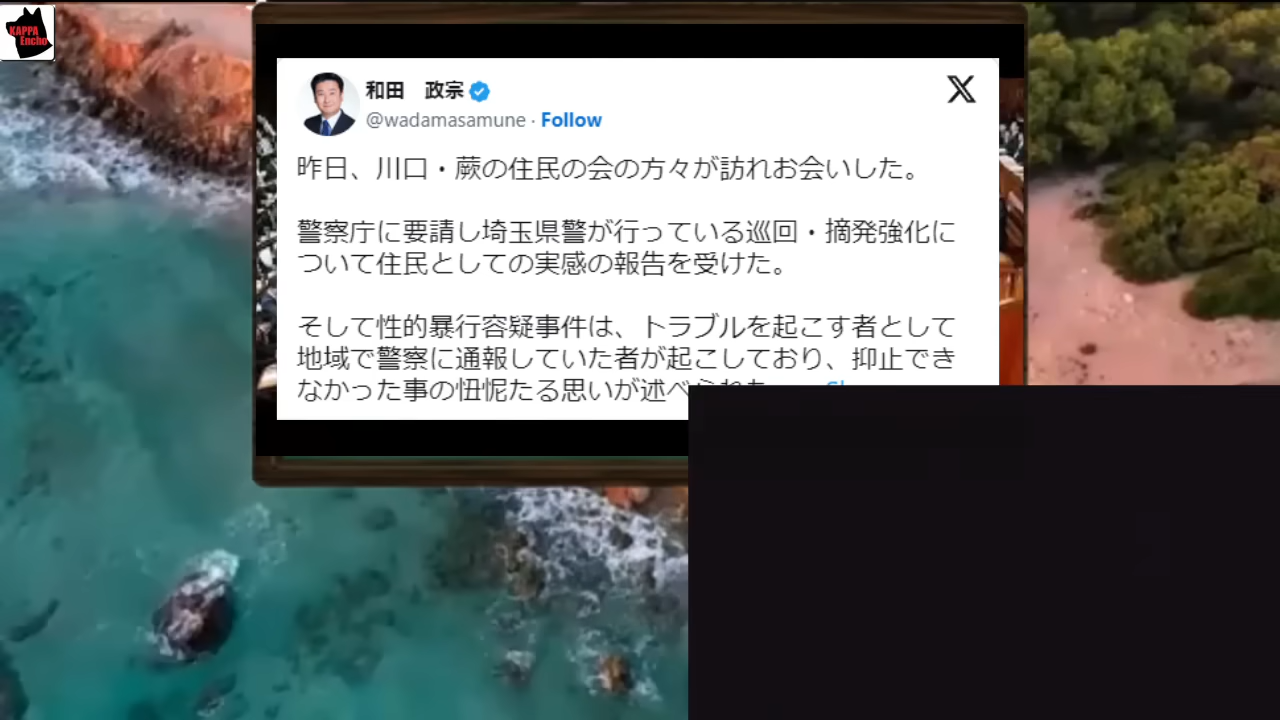 KAPPA
Encho
和田　政宗
@wadamasamune · Follow
昨日、川口・蕨の住民の会の方々が訪れお会いした。
警察庁に要請し埼玉県警が行っている巡回・摘発強化に
ついて住民としての実感の報告を受けた。
そして性的暴行容疑事件は、トラブルを起こす者として
地域で警察に通報していた者が起こしており、抑止でき
なかった事の忸怩たる思いが述べ